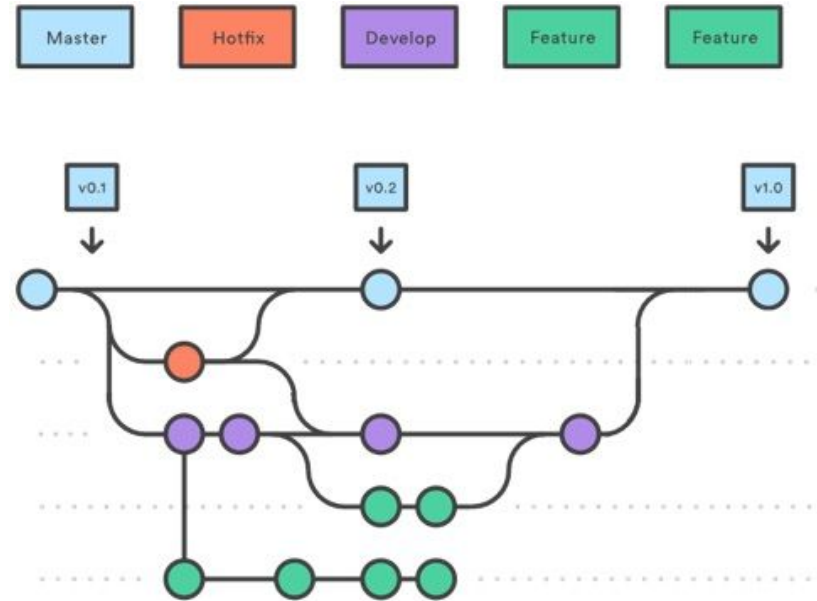 Master
Hotfix
Develop
Feature
Feature
v0.1
v0.2
v1.0